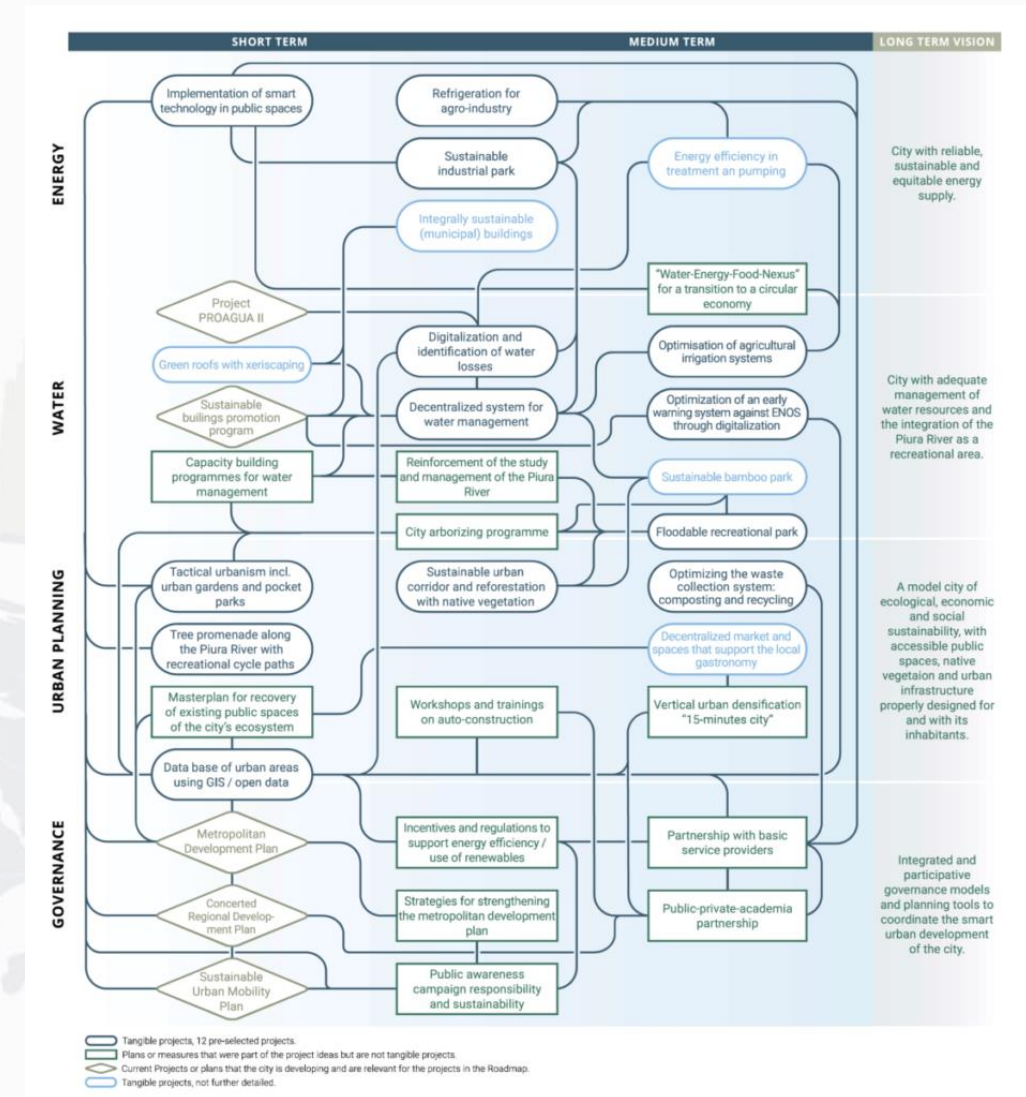 SHORT TERM
MEDIUM TERM
LONG TERM VISION
ENERGY
Implementation of smart
technology in public spaces
Refrigeration for
agro-industry
Sustainable
industrial park
Energy efficiency in
treatment an pumping
Integrally sustainable
(municipal) buildings
City with reliable,
sustainable and
equitable energy
supply.
"Water-Energy-Food-Nexus"
for a transition to a circular
economy
WATER
Project
PROAGUA II
Digitalization and
identification of water
losses
Optimisation of agricultural
irrigation systems
Green roofs with xeriscaping
Sustainable
builings promotion
program
Decentralized system for
water management
Optimization of an early
warning system against ENOS
through digitalization
City with adequate
management of
water resources and
the integration of the
Piura River as a
recreational area.
Capacity building
programmes for water
management
Reinforcement of the study
and management of the Piura
River
Sustainable bamboo park
City arborizing programme
Floodable recreational park
URBAN PLANNING
Tactical urbanism incl.
urban gardens and pocket
parks
Sustainable urban
corridor and reforestation
with native vegetation
Optimizing the waste
collection system:
composting and recycling
Tree promenade along
the Piura River with
recreational cycle paths
Decentralized market and
spaces that support the local
gastronomy
Masterplan for recovery
of existing public spaces
of the city's ecosystem
Workshops and trainings
on auto-construction
Vertical urban densification
"15-minutes city"
A model city of
ecological, economic
and social
sustainability, with
accessible public
spaces, native
vegetaion and urban
infrastructure
properly designed for
and with its
inhabitants.
Data base of urban areas
using GIS / open data
GOVERNANCE
Metropolitan
Development Plan
Incentives and regulations to
support energy efficiency /
use of renewables
Partnership with basic
service providers
Concerted
Regional Develop-
ment Plan
Strategies for strengthening
the metropolitan development
plan
Public-private-academia
partnership
Sustainable
Urban Mobility
Plan
Public awareness
campaign responsibility
and sustainability
Integrated and
participative
governance models
and planning tools to
coordinate the smart
urban development
of the city.
Tangible projects, 12 pre-selected projects.
Plans or measures that were part of the project ideas but are not tangible projects.
Current Projects or plans that the city is developing and are relevant for the projects in the Roadmap.
Tangible projects, not further detailed.